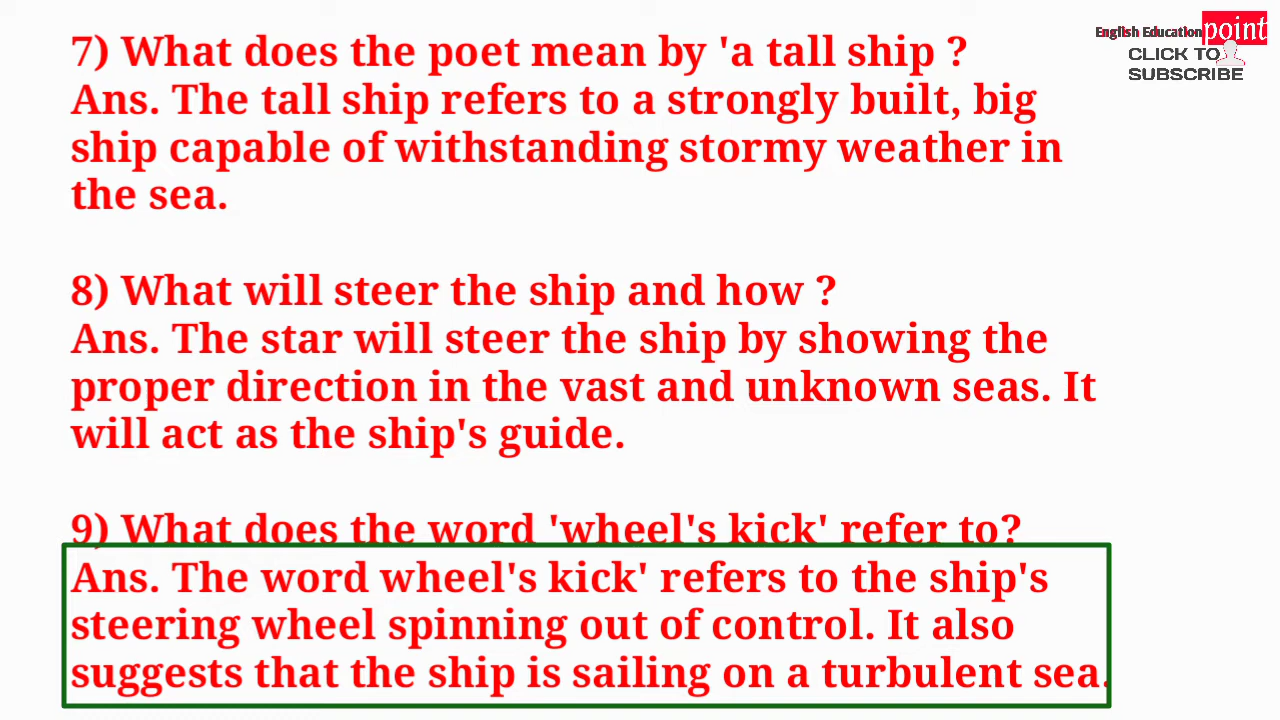 7) What does the poet mean by 'a tall ship ?
Ans. The tall ship refers to a strongly built, big
ship capable of withstanding stormy weather in
the sea.
8) What will steer the ship and how ?
Ans. The star will steer the ship by showing the
proper direction in the vast and unknown seas. It
will act as the ship's guide.
9) What does the word 'wheel's kick' refer to?
Ans. The word wheel's kick' refers to the ship's
steering wheel spinning out of control. It also
suggests that the ship is sailing on a turbulent sea.
English Education point
CLICK TO
SUBSCRIBE